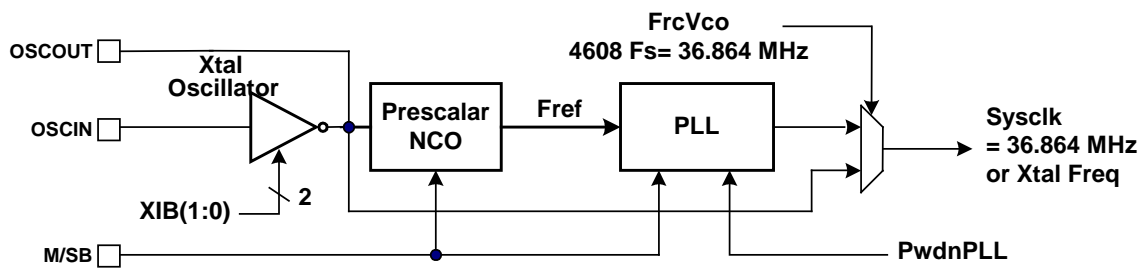 OSCOUT
Xtal
Oscillator
OSCIN
XIB(1:0)
2
M/SB
Prescalar
NCO
Fref
PLL
FrcVco
4608 Fs= 36.864 MHz
Sysclk
= 36.864 MHz
or Xtal Freq
PwdnPLL